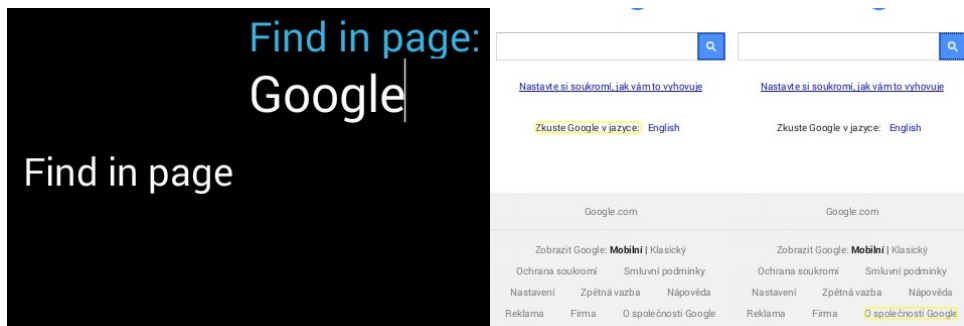 Find in page:
Google
Find in page
Nastavte si soukromí, jak vám to vyhovuje
Zkuste Google v jazyce: English
Google.com
Zobrazit Google: Mobilní | Klasický
Ochrana soukromí Smluvní podmínky
Nastavení Zpětná vazba Nápověda
Reklama Firma O společnosti Google
Nastavte si soukromí, jak vám to vyhovuje
Zkuste Google v jazyce: English
Google.com
Zobrazit Google: Mobilní | Klasický
Ochrana soukromí Smluvní podmínky
Nastavení Zpětná vazba Nápověda
Reklama Firma O společnosti Google